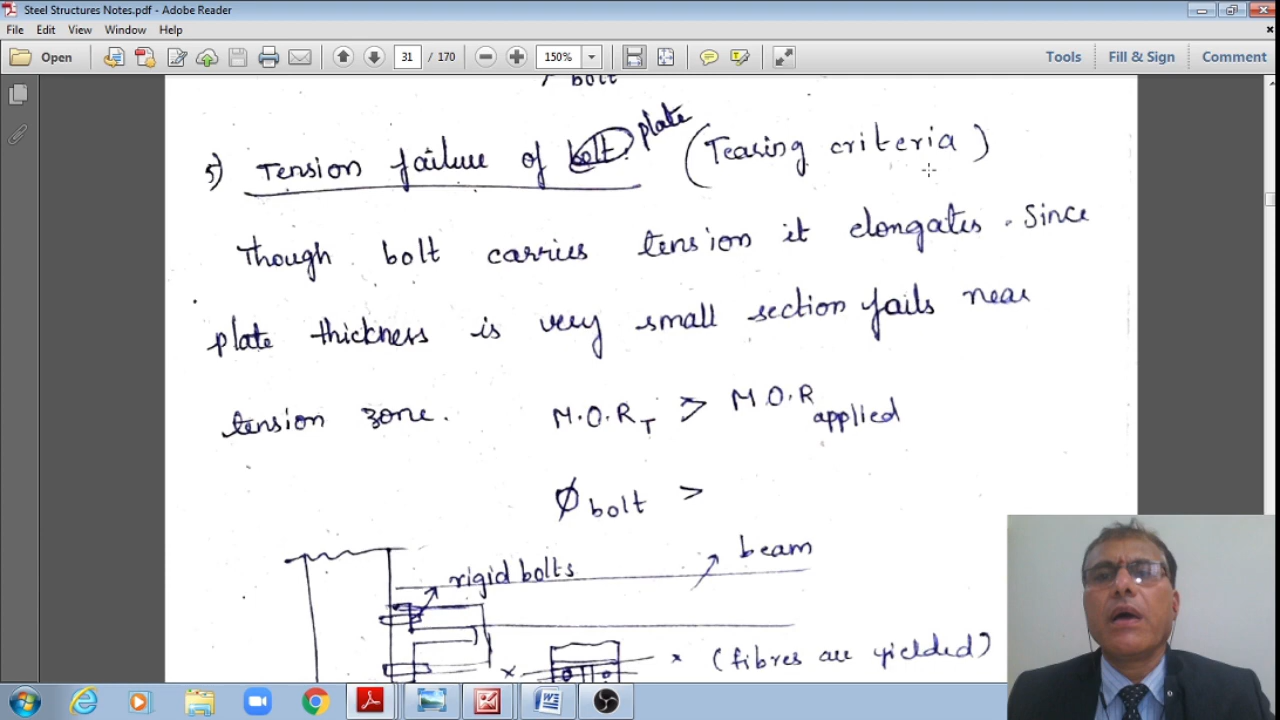 Steel Structures Notes.pdf - Adobe Reader
File Edit View Window Help
Open 31 / 170 150% Tools Fill & Sign Comment
bolt
5) Tension failure of bolt plate (Tearing criteria)
Though bolt carries tension it elongates. Since
plate thickness is very small section fails near
tension zone. M.O.R T > M.O.R applied
Ø bolt >
beam
rigid bolts
x x (fibres are yielded)